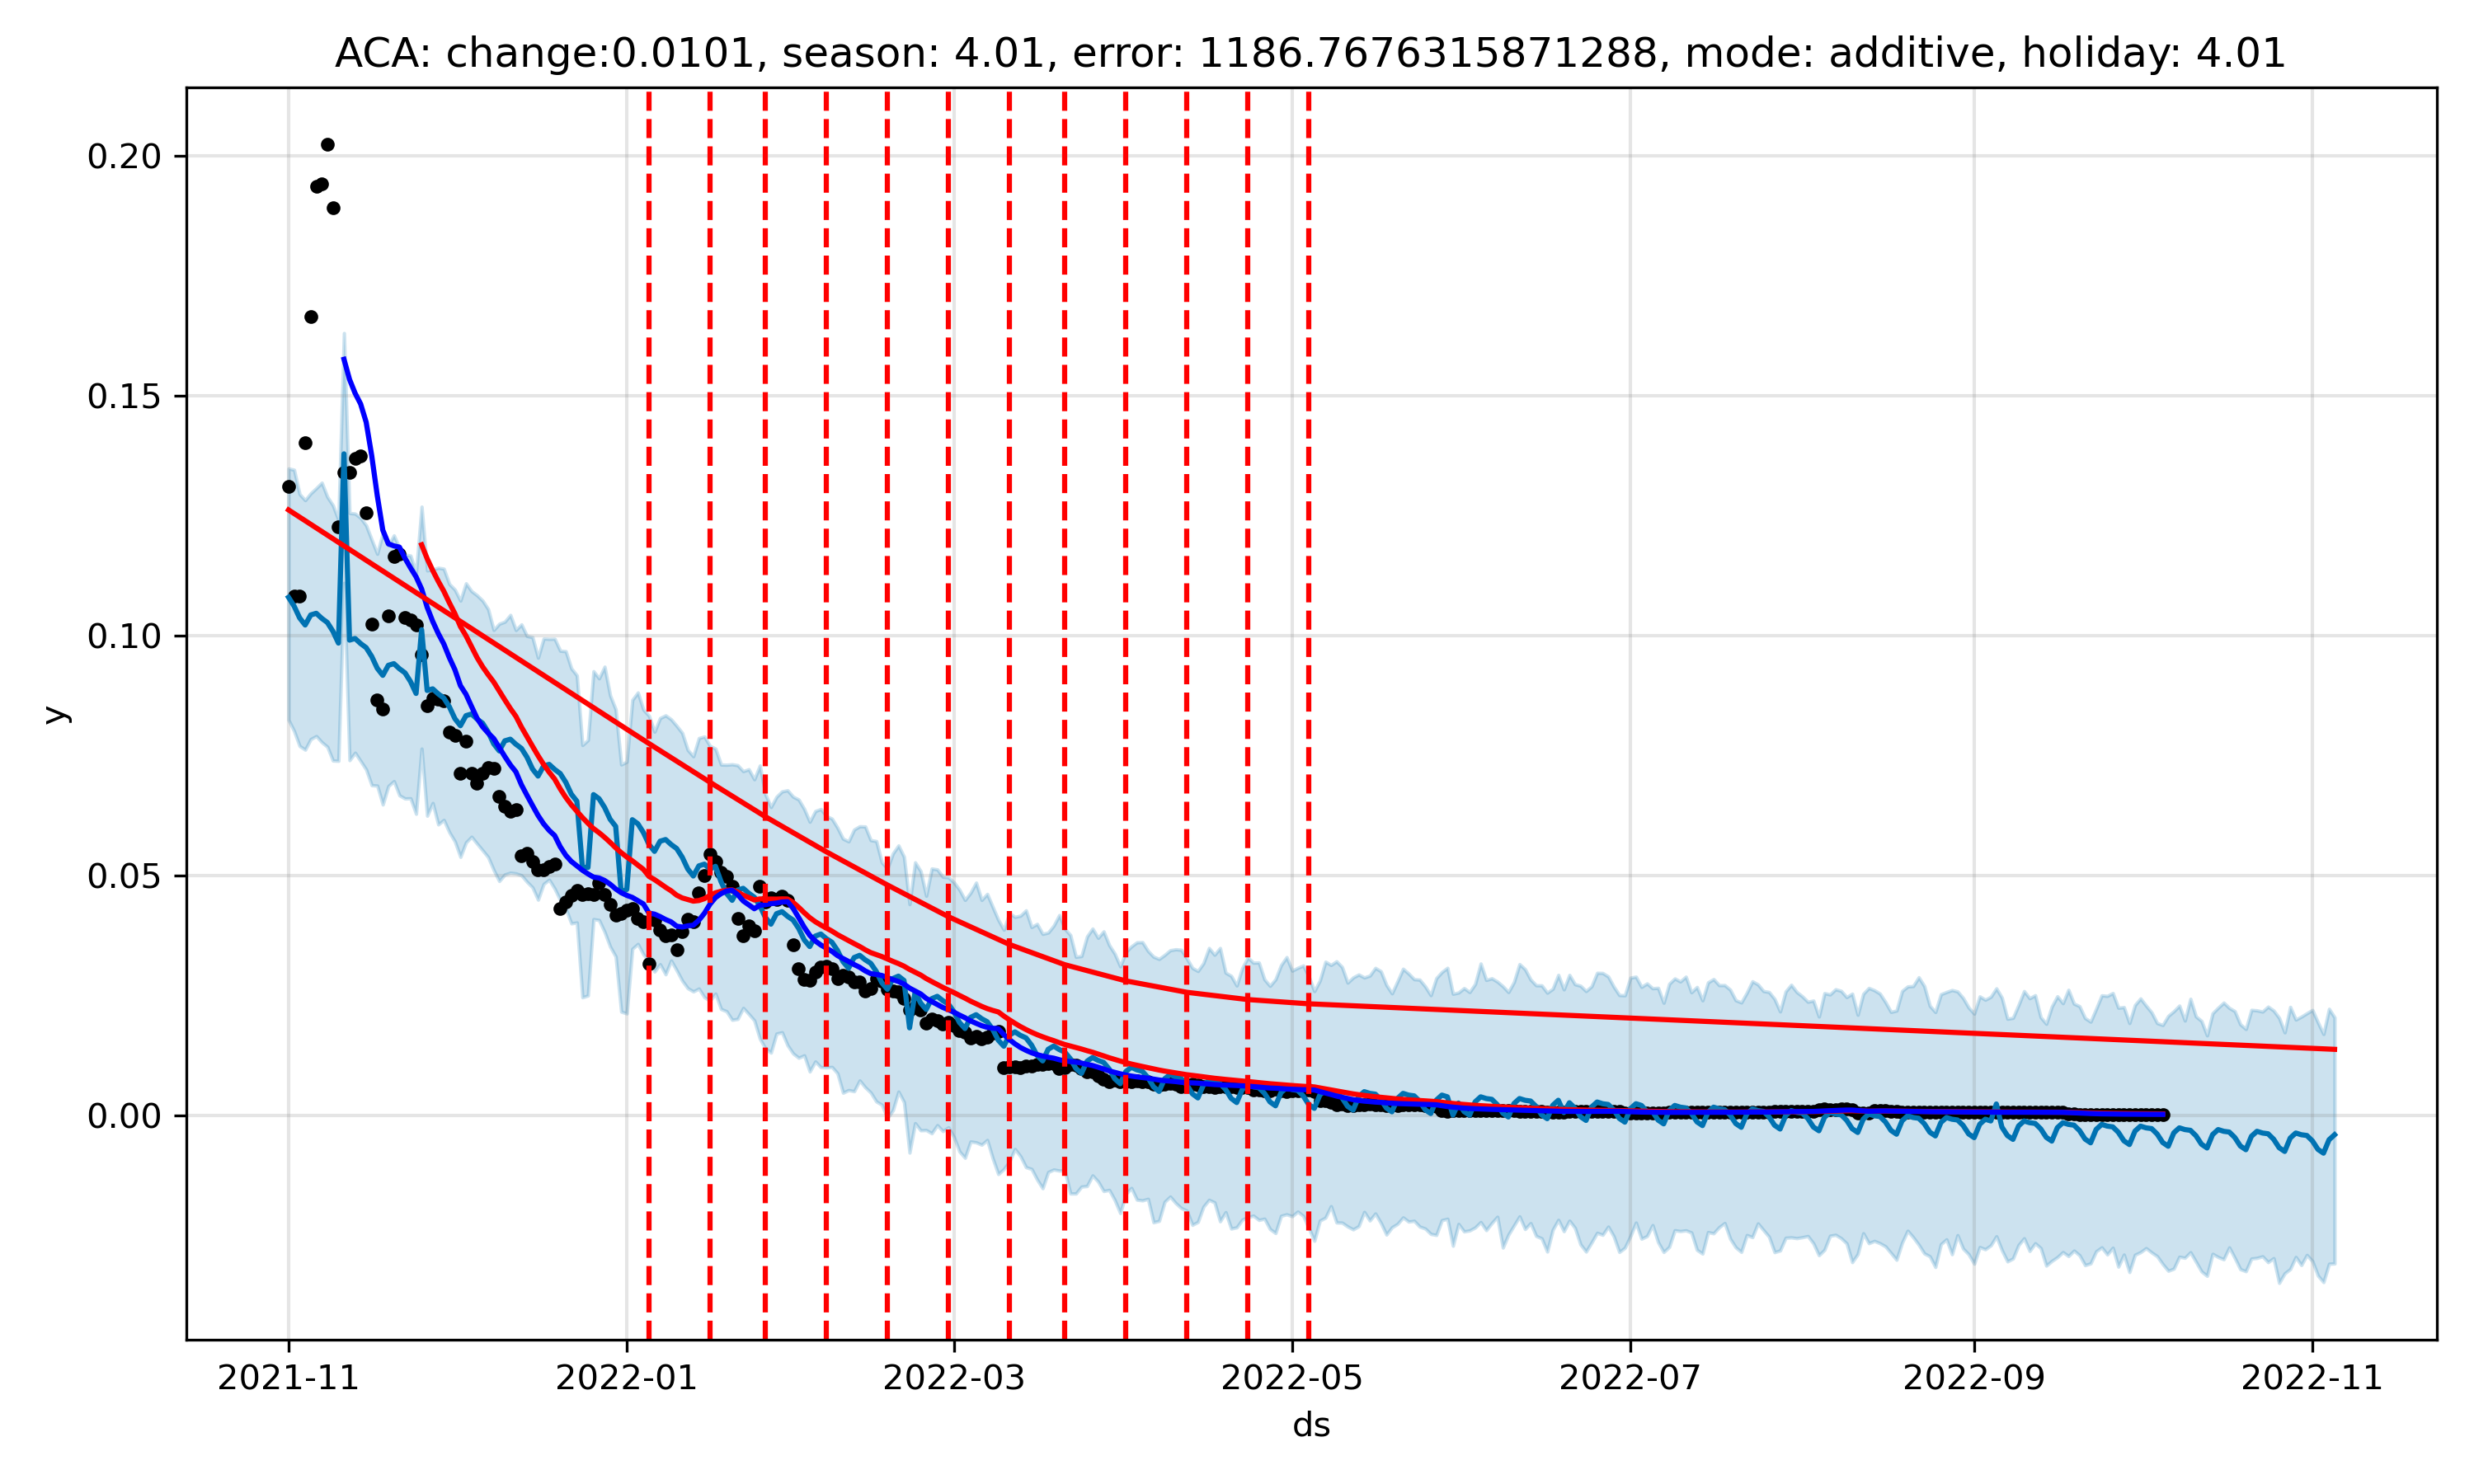 ACA: change:0.0101, season: 4.01, error: 1186.7676315871288, mode: additive, holiday: 4.01
0.20
0.15
0.10
0.05
0.00
y
2021-11 2022-01 2022-03 2022-05 2022-07 2022-09 2022-11
ds